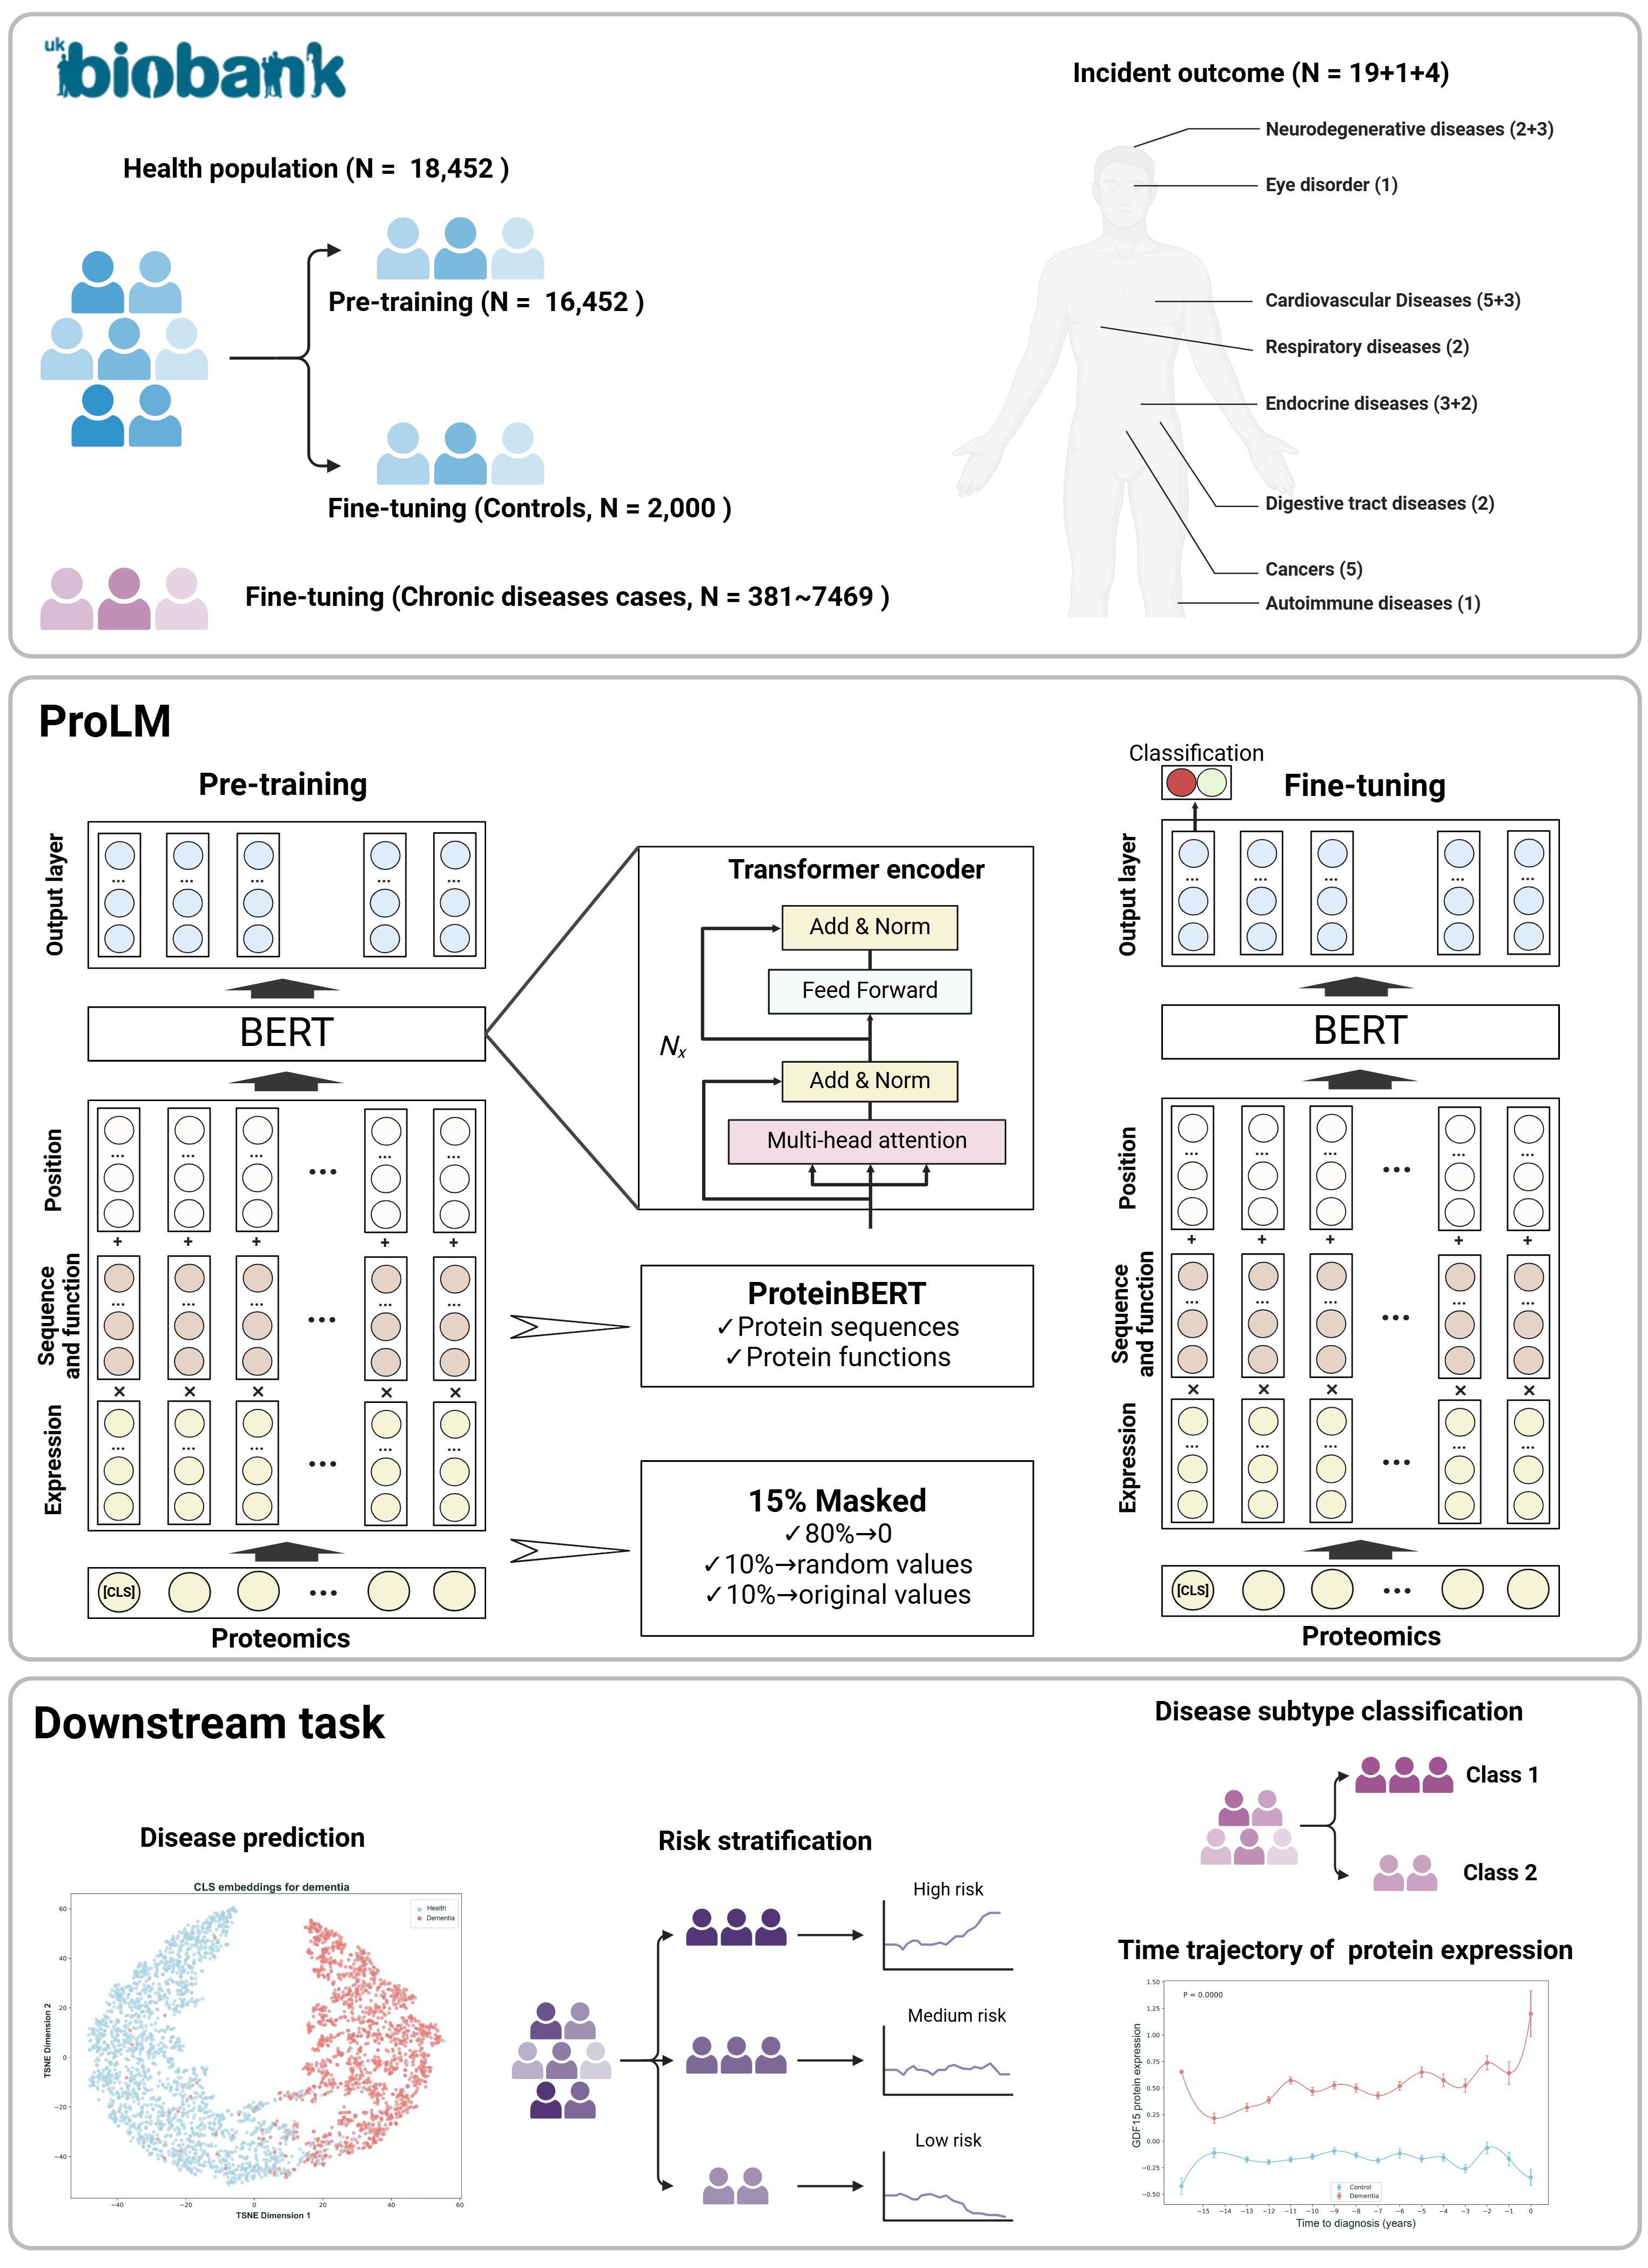 uk
biobank
Incident outcome (N = 19+1+4)
Health population (N = 18,452 )
Pre-training (N = 16,452 )
Fine-tuning (Controls, N = 2,000 )
Fine-tuning (Chronic diseases cases, N = 381~7469 )
Neurodegenerative diseases (2+3)
Eye disorder (1)
Cardiovascular Diseases (5+3)
Respiratory diseases (2)
Endocrine diseases (3+2)
Digestive tract diseases (2)
Cancers (5)
Autoimmune diseases (1)
ProLM
Pre-training
Output layer
...
...
...
...
...
BERT
Position
...
...
...
...
...
...
+ + + + +
Sequence
and function
...
...
...
...
...
...
× × × × ×
Expression
...
...
...
...
...
...
[CLS]
...
Proteomics
Transformer encoder
Add & Norm
Feed Forward
Nx
Add & Norm
Multi-head attention
ProteinBERT
✓Protein sequences
✓Protein functions
15% Masked
✓80%→0
✓10%→random values
✓10%→original values
Classification
Fine-tuning
Output layer
...
...
...
...
...
BERT
Position
...
...
...
...
...
...
+ + + + +
Sequence
and function
...
...
...
...
...
...
× × × × ×
Expression
...
...
...
...
...
...
[CLS]
...
Proteomics
Downstream task
Disease prediction
CLS embeddings for dementia
Health
Dementia
TSNE Dimension 2
60
40
20
0
−20
−40
−40 −20 0 20 40 60
TSNE Dimension 1
Risk stratification
High risk
Medium risk
Low risk
Disease subtype classification
Class 1
Class 2
Time trajectory of protein expression
P = 0.0000
GDF15 protein expression
1.50
1.25
1.00
0.75
0.50
0.25
0.00
−0.25
−0.50
Control
Dementia
−15 −14 −13 −12 −11 −10 −9 −8 −7 −6 −5 −4 −3 −2 −1 0
Time to diagnosis (years)